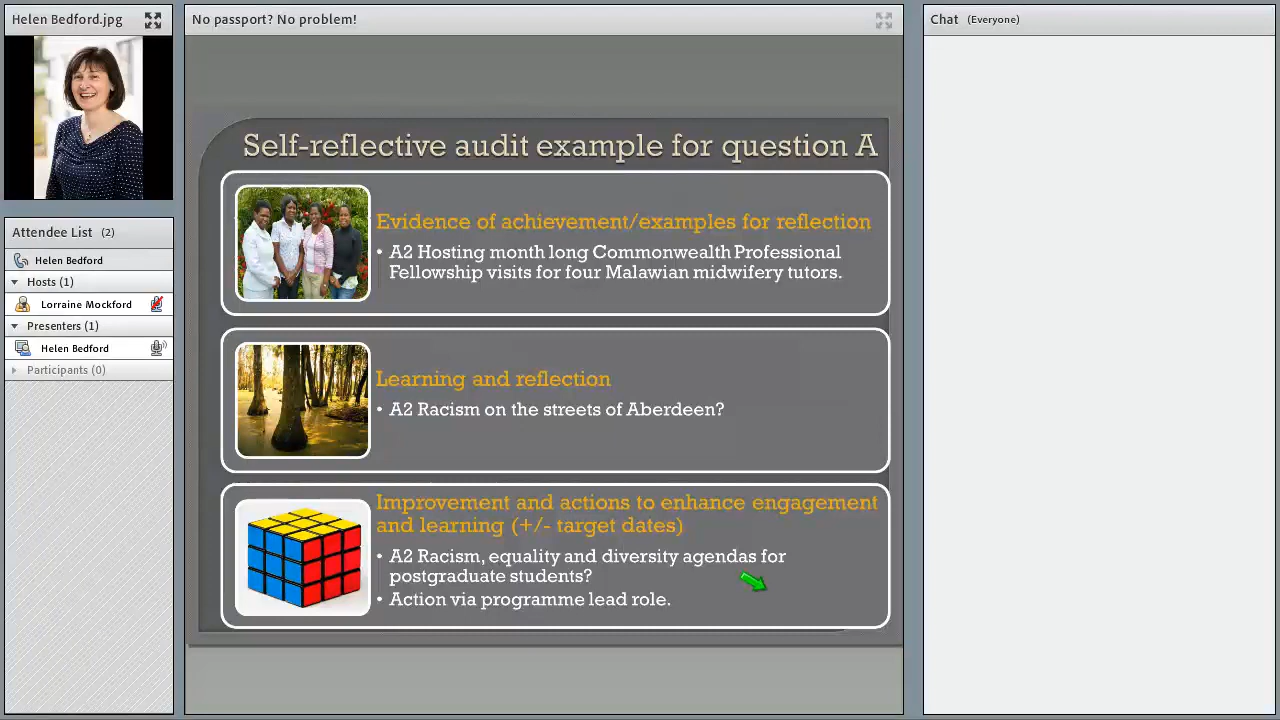 Helen Bedford.jpg
No passport? No problem!
Chat (Everyone)
Attendee List (2)
Helen Bedford
Hosts (1)
Lorraine Mockford
Presenters (1)
Helen Bedford
Participants (0)
Self-reflective audit example for question A
Evidence of achievement/examples for reflection
• A2 Hosting month long Commonwealth Professional
Fellowship visits for four Malawian midwifery tutors.
Learning and reflection
• A2 Racism on the streets of Aberdeen?
Improvement and actions to enhance engagement
and learning (+/- target dates)
• A2 Racism, equality and diversity agendas for
postgraduate students?
• Action via programme lead role.